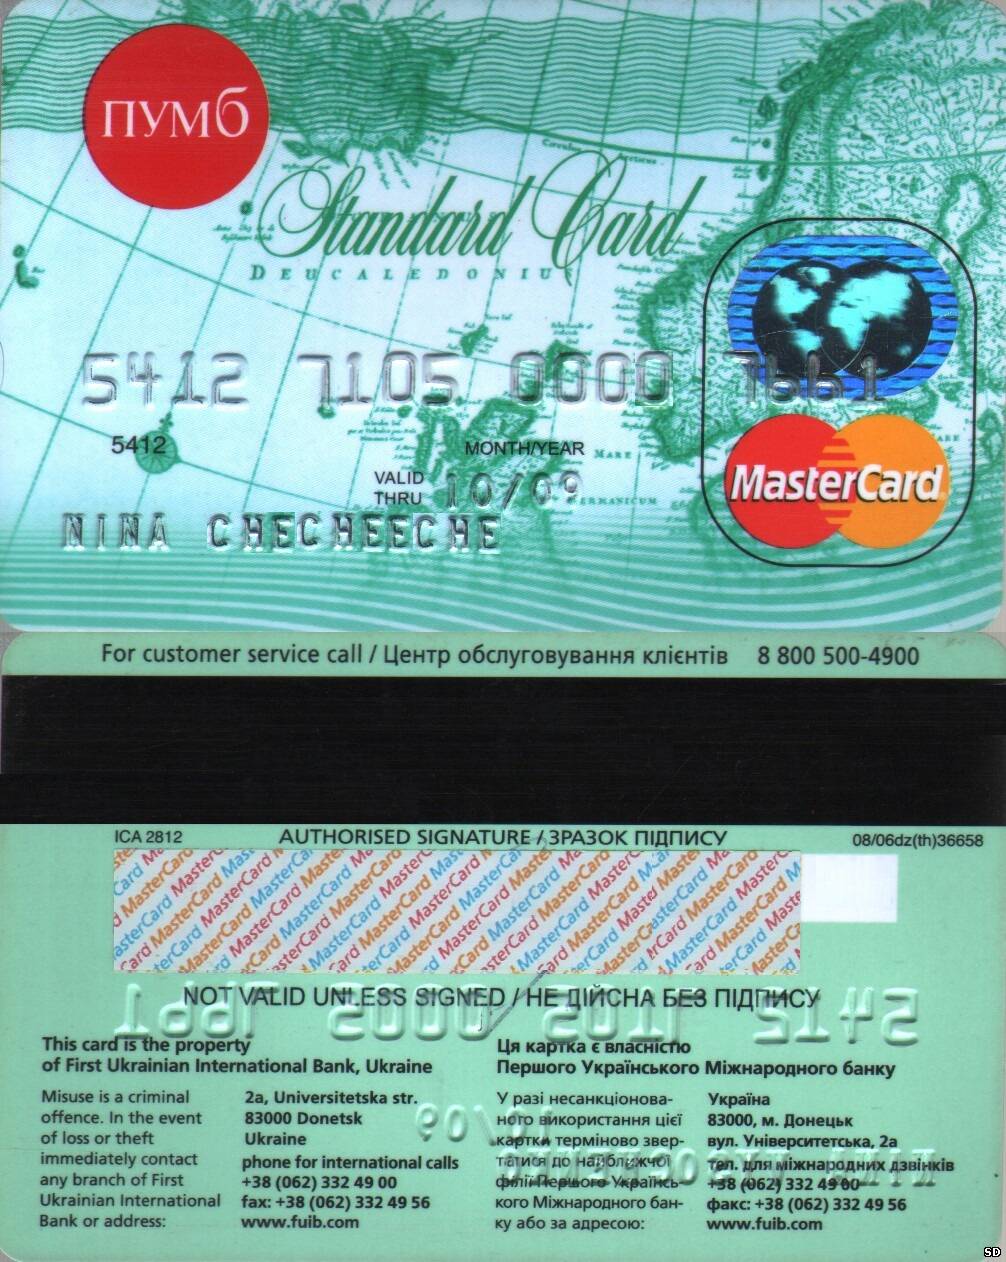 ПУМБ
Standard Card
DEUCALEDONIUS
5412 7105 0000 7661
5412
MONTH/YEAR
VALID THRU 10/09
NINA CHECHEECHE
MARE
GERMANICUM
MasterCard
For customer service call / Центр обслуговування клієнтів 8 800 500-4900
ICA 2812 AUTHORISED SIGNATURE / ЗРАЗОК ПІДПИСУ 08/06dz(th)36658
MasterCard MasterCard MasterCard
NOT VALID UNLESS SIGNED / НЕ ДІЙСНА БЕЗ ПІДПИСУ
This card is the property
of First Ukrainian International Bank, Ukraine
Misuse is a criminal
offence. In the event
of loss or theft
immediately contact
any branch of First
Ukrainian International
Bank or address:
2a, Universitetska str.
83000 Donetsk
Ukraine
phone for international calls
+38 (062) 332 49 00
fax: +38 (062) 332 49 56
www.fuib.com
Ця картка є власністю
Першого Українського Міжнародного банку
У разі несанкціонова-
ного використання цієї
картки терміново звер-
татися до найближчої
філії Першого Українсь-
кого Міжнародного бан-
ку або за адресою:
Україна
83000, м. Донецьк
вул. Університетська, 2а
тел. для міжнародних дзвінків
+38 (062) 332 49 00
факс: +38 (062) 332 49 56
www.fuib.com
SD